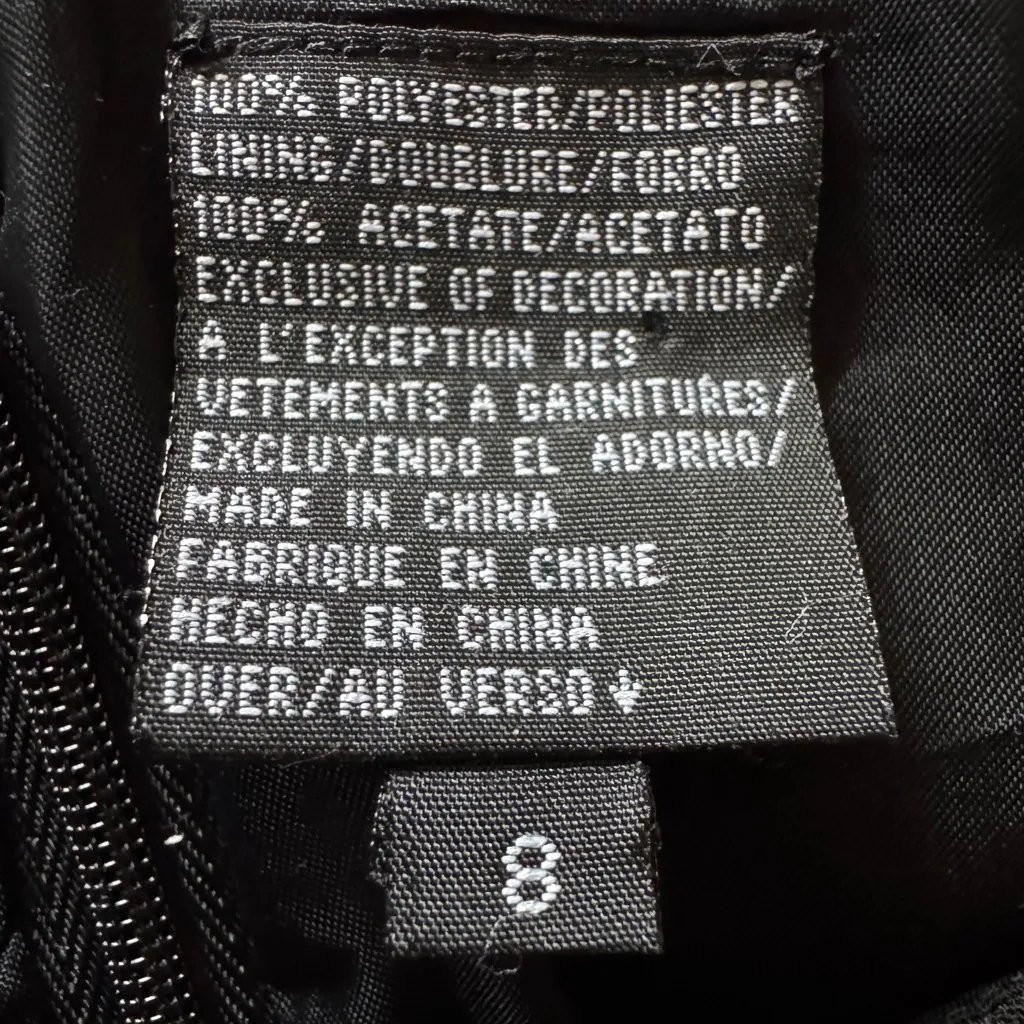 100% POLYESTER/POLIESTER
LINING/DOUBLURE/FORRO
100% ACETATE/ACETATO
EXCLUSIVE OF DECORATION/
A L'EXCEPTION DES
VETEMENTS A GARNITURES/
EXCLUYENDO EL ADORNO/
MADE IN CHINA
FABRIQUE EN CHINE
HECHO EN CHINA
OVER/AU VERSO↓
8